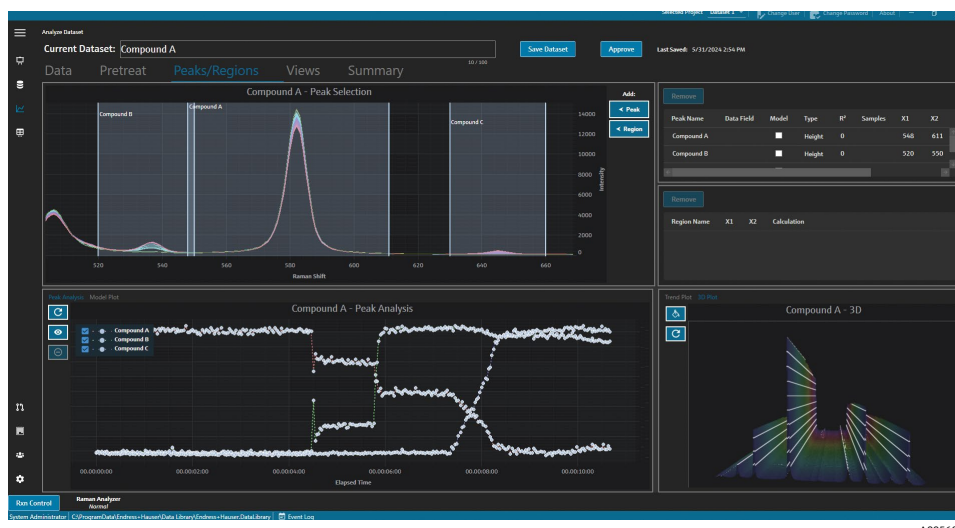 Selected Project Dataset 1 Change User Change Password About
Analyze Dataset
Current Dataset: Compound A
Save Dataset
Approve
Last Saved: 5/31/2024 2:54 PM
10 / 100
Data Pretreat Peaks/Regions Views Summary
Compound A - Peak Selection
Add:
< Peak
< Region
Compound B
Compound A
Compound C
14000
12000
10000
8000
6000
4000
2000
0
Intensity
520 540 560 580 600 620 640 660
Raman Shift
Remove
Peak Name Data Field Model Type R² Samples X1 X2
Compound A Height 0 548 611
Compound B Height 0 520 550
Remove
Region Name X1 X2 Calculation
Peak Analysis Model Plot
Compound A - Peak Analysis
Compound A
Compound B
Compound C
00.00:00:00 00.00:02:00 00.00:04:00 00.00:06:00 00.00:08:00 00.00:10:00
Elapsed Time
Trend Plot 3D Plot
Compound A - 3D
Rxn Control
Raman Analyzer
Normal
System Administrator C:\ProgramData\Endress+Hauser\Data Library\Endress+Hauser.DataLibrary Event Log